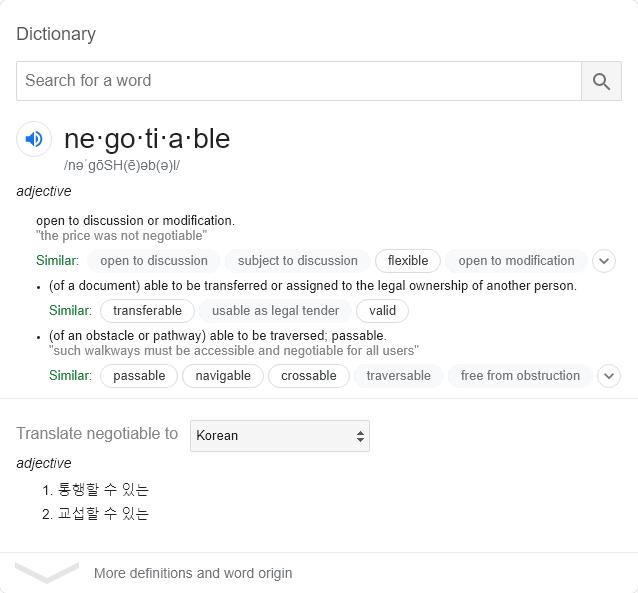 Dictionary
Search for a word
ne·go·ti·a·ble
/nəˈɡōSH(ē)əb(ə)l/
adjective
open to discussion or modification.
"the price was not negotiable"
Similar: open to discussion subject to discussion flexible open to modification
• (of a document) able to be transferred or assigned to the legal ownership of another person.
Similar: transferable usable as legal tender valid
• (of an obstacle or pathway) able to be traversed; passable.
"such walkways must be accessible and negotiable for all users"
Similar: passable navigable crossable traversable free from obstruction
Translate negotiable to Korean
adjective
1. 통행할 수 있는
2. 교섭할 수 있는
More definitions and word origin